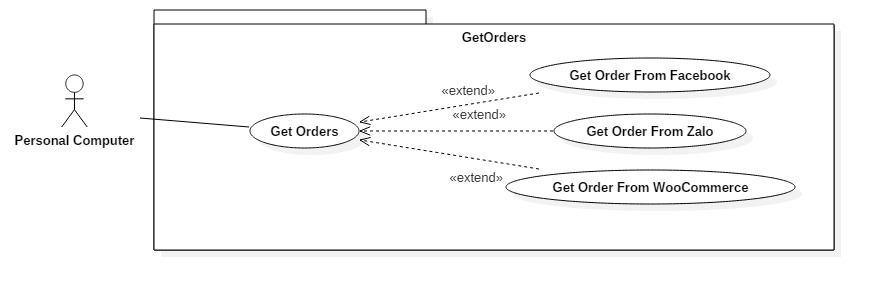 GetOrders
Get Order From Facebook
«extend»
«extend»
Personal Computer
Get Orders
Get Order From Zalo
«extend»
Get Order From WooCommerce